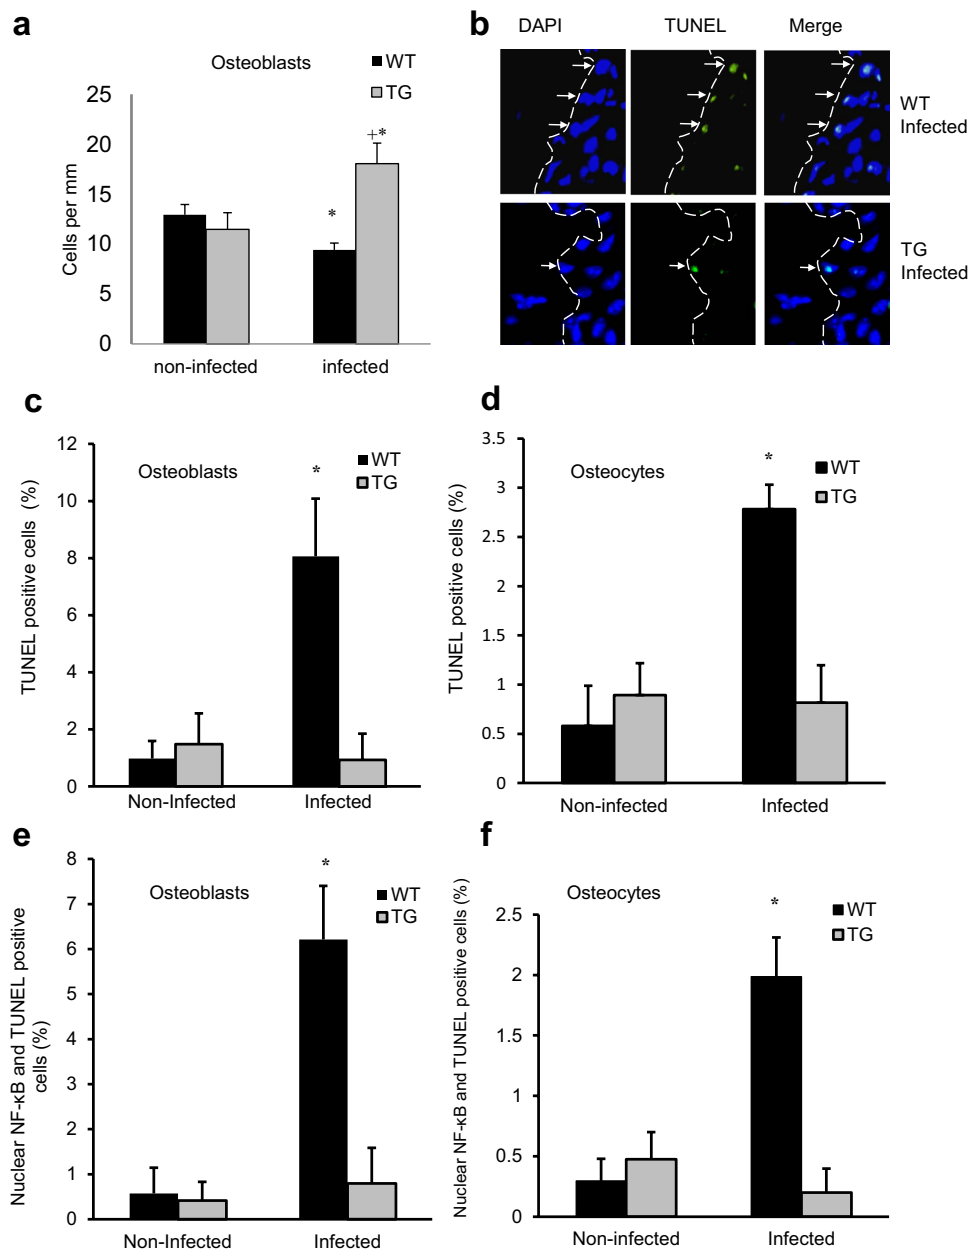 a
Osteoblasts
WT
TG
25
20
15
10
5
0
Cells per mm
+*
*
non-infected
infected
b
DAPI
TUNEL
Merge
WT
Infected
TG
Infected
c
Osteoblasts
WT
TG
12
10
8
6
4
2
0
TUNEL positive cells (%)
*
Non-Infected
Infected
d
Osteocytes
WT
TG
3.5
3
2.5
2
1.5
1
0.5
0
TUNEL positive cells (%)
*
Non-infected
Infected
e
Osteoblasts
WT
TG
8
7
6
5
4
3
2
1
0
Nuclear NF-κB and TUNEL positive
cells (%)
*
Non-Infected
Infected
f
Osteocytes
WT
TG
2.5
2
1.5
1
0.5
0
Nuclear NF-κB and TUNEL positive cells (%)
*
Non-infected
Infected